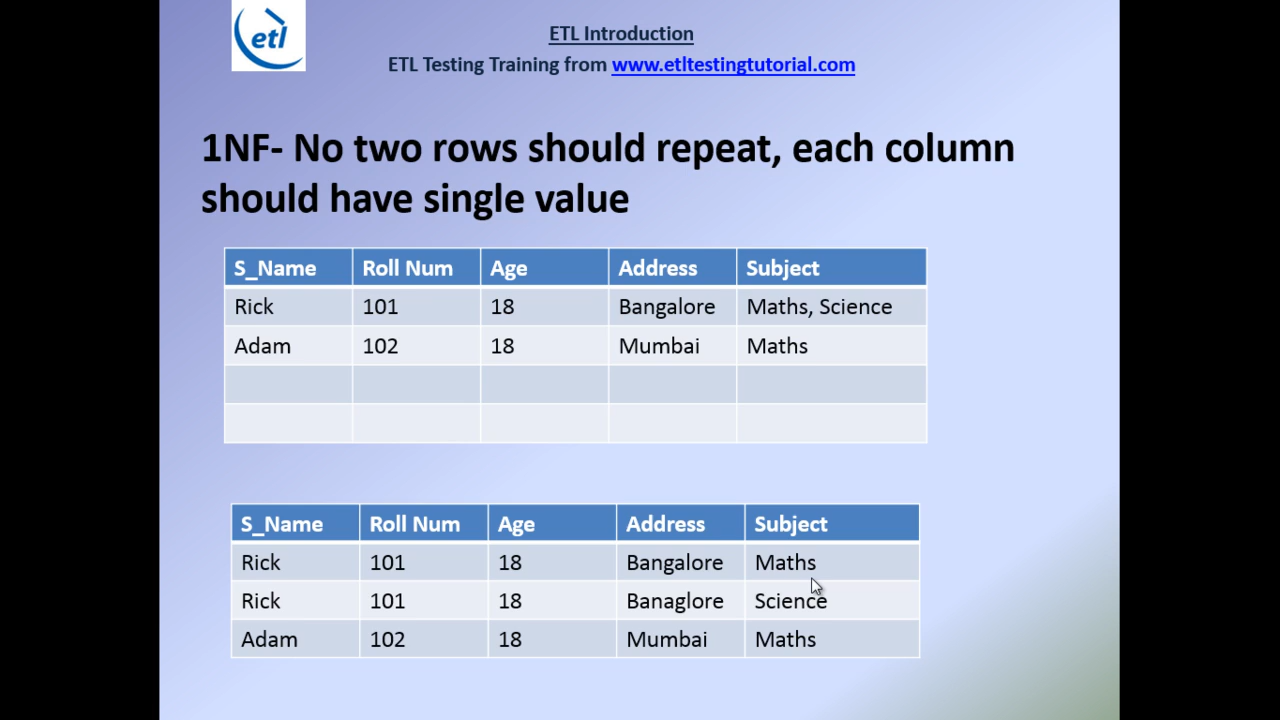 etl
ETL Introduction
ETL Testing Training from www.etltestingtutorial.com
1NF- No two rows should repeat, each column
should have single value
S_Name Roll Num Age Address Subject
Rick 101 18 Bangalore Maths, Science
Adam 102 18 Mumbai Maths
S_Name Roll Num Age Address Subject
Rick 101 18 Bangalore Maths
Rick 101 18 Banaglore Science
Adam 102 18 Mumbai Maths